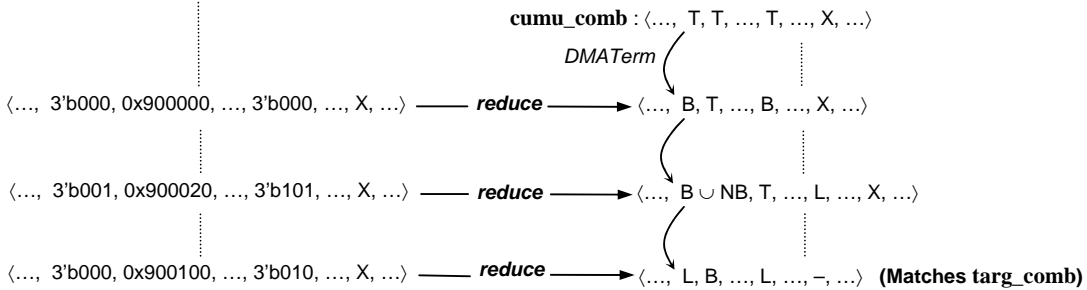 cumu_comb : ⟨…, T, T, …, T, …, X, …⟩
DMATerm
⟨…, 3'b000, 0x900000, …, 3'b000, …, X, …⟩ reduce ⟨…, B, T, …, B, …, X, …⟩
⟨…, 3'b001, 0x900020, …, 3'b101, …, X, …⟩ reduce ⟨…, B ∪ NB, T, …, L, …, X, …⟩
⟨…, 3'b000, 0x900100, …, 3'b010, …, X, …⟩ reduce ⟨…, L, B, …, L, …, –, …⟩ (Matches targ_comb)